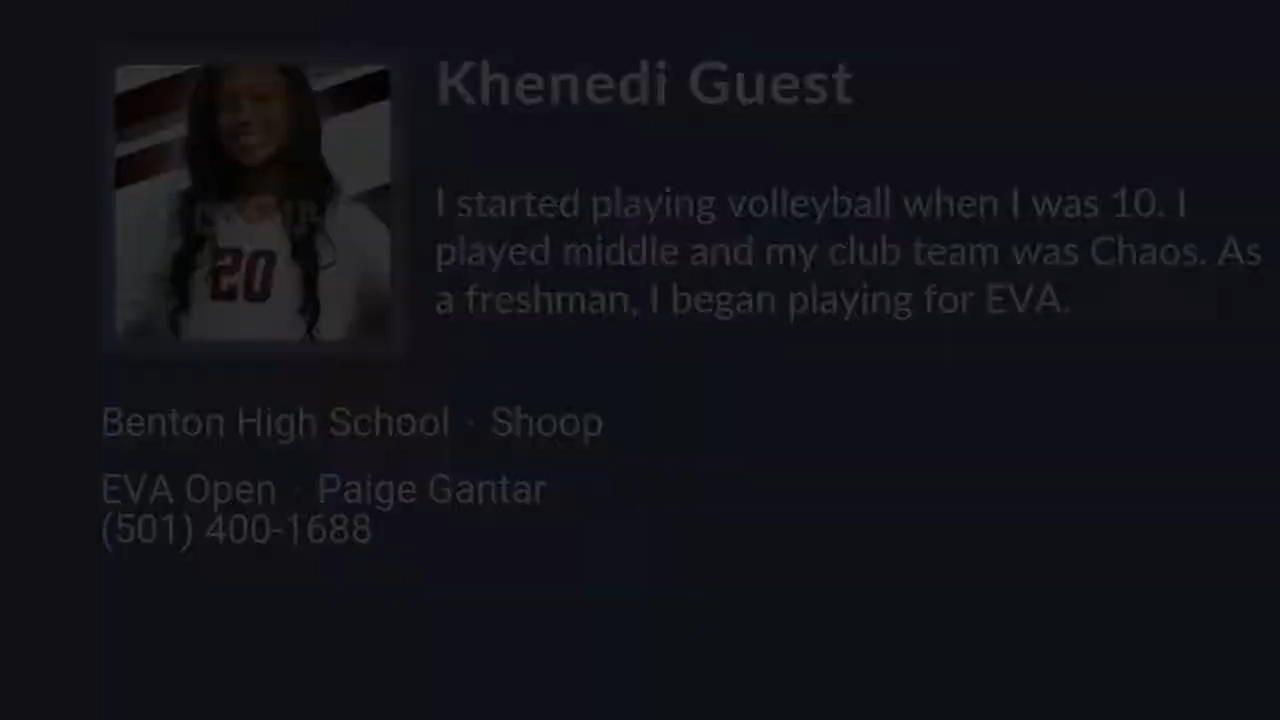 Khenedi Guest
I started playing volleyball when I was 10. I
played middle and my club team was Chaos. As
a freshman, I began playing for EVA.
20
Benton High School · Shoop
EVA Open · Paige Gantar
(501) 400-1688